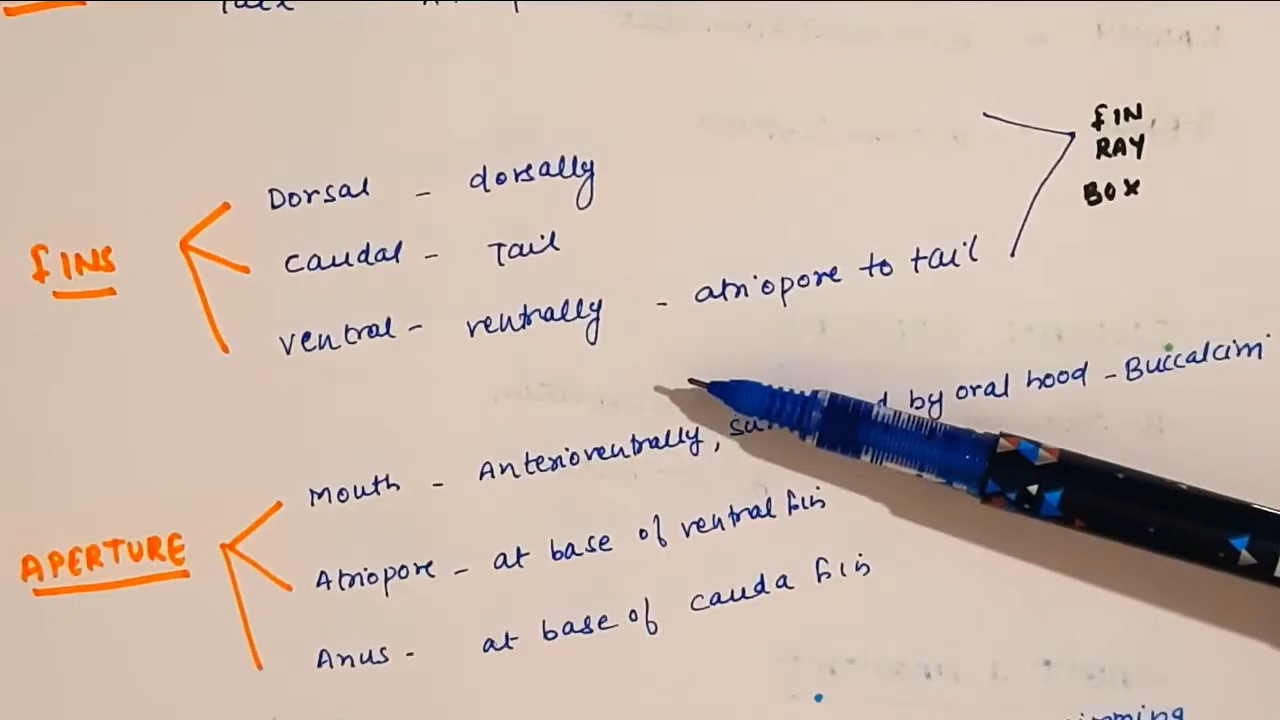 Tail
FIN
RAY
BOX
FINS
Dorsal - dorsally
caudal - Tail
ventral - ventrally - atriopore to tail
APERTURE
Mouth - Anterioventrally, by oral hood - Buccalcirri
Atriopore - at base of ventral fin
Anus - at base of cauda fin